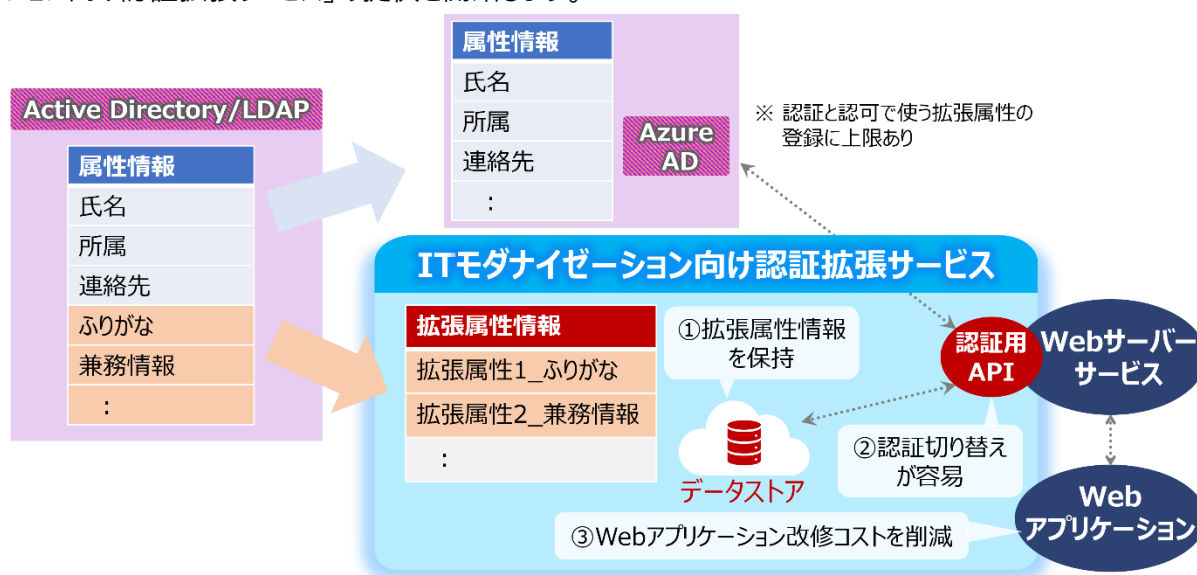 Active Directory/LDAP
属性情報
氏名
所属
連絡先
ふりがな
兼務情報
:
属性情報
氏名
所属
連絡先
:
Azure
AD
※ 認証と認可で使う拡張属性の
登録に上限あり
ITモダナイゼーション向け認証拡張サービス
拡張属性情報
拡張属性1_ふりがな
拡張属性2_兼務情報
:
①拡張属性情報
を保持
データストア
認証用
API
Webサーバー
サービス
②認証切り替え
が容易
③Webアプリケーション改修コストを削減
Web
アプリケーション